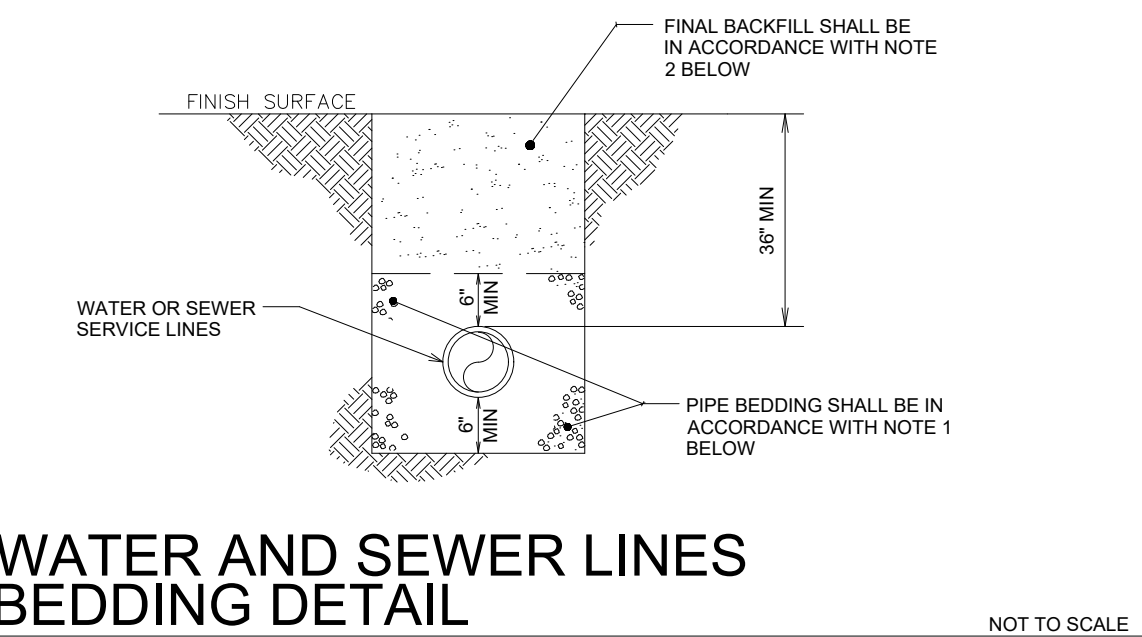 FINAL BACKFILL SHALL BE
IN ACCORDANCE WITH NOTE
2 BELOW
FINISH SURFACE
36" MIN
6"
MIN
WATER OR SEWER
SERVICE LINES
6"
MIN
PIPE BEDDING SHALL BE IN
ACCORDANCE WITH NOTE 1
BELOW
WATER AND SEWER LINES
BEDDING DETAIL
NOT TO SCALE